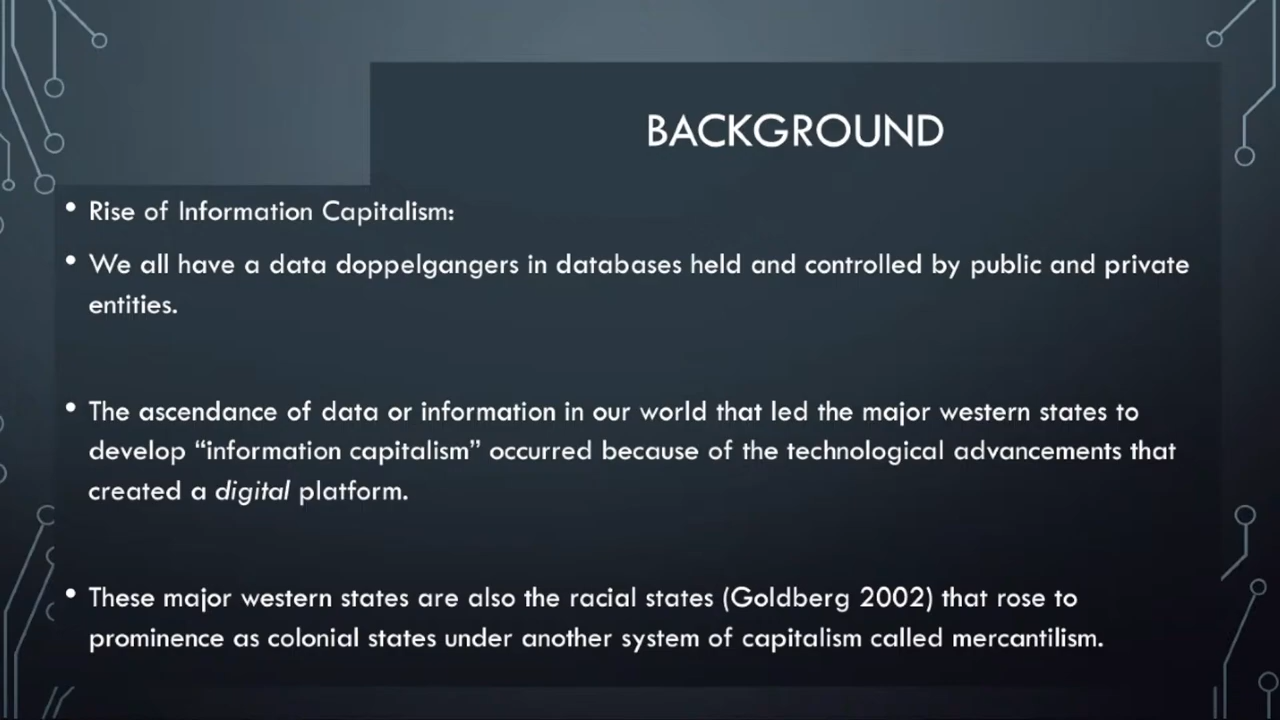 BACKGROUND
• Rise of Information Capitalism:
• We all have a data doppelgangers in databases held and controlled by public and private
entities.
• The ascendance of data or information in our world that led the major western states to
develop “information capitalism” occurred because of the technological advancements that
created a digital platform.
• These major western states are also the racial states (Goldberg 2002) that rose to
prominence as colonial states under another system of capitalism called mercantilism.